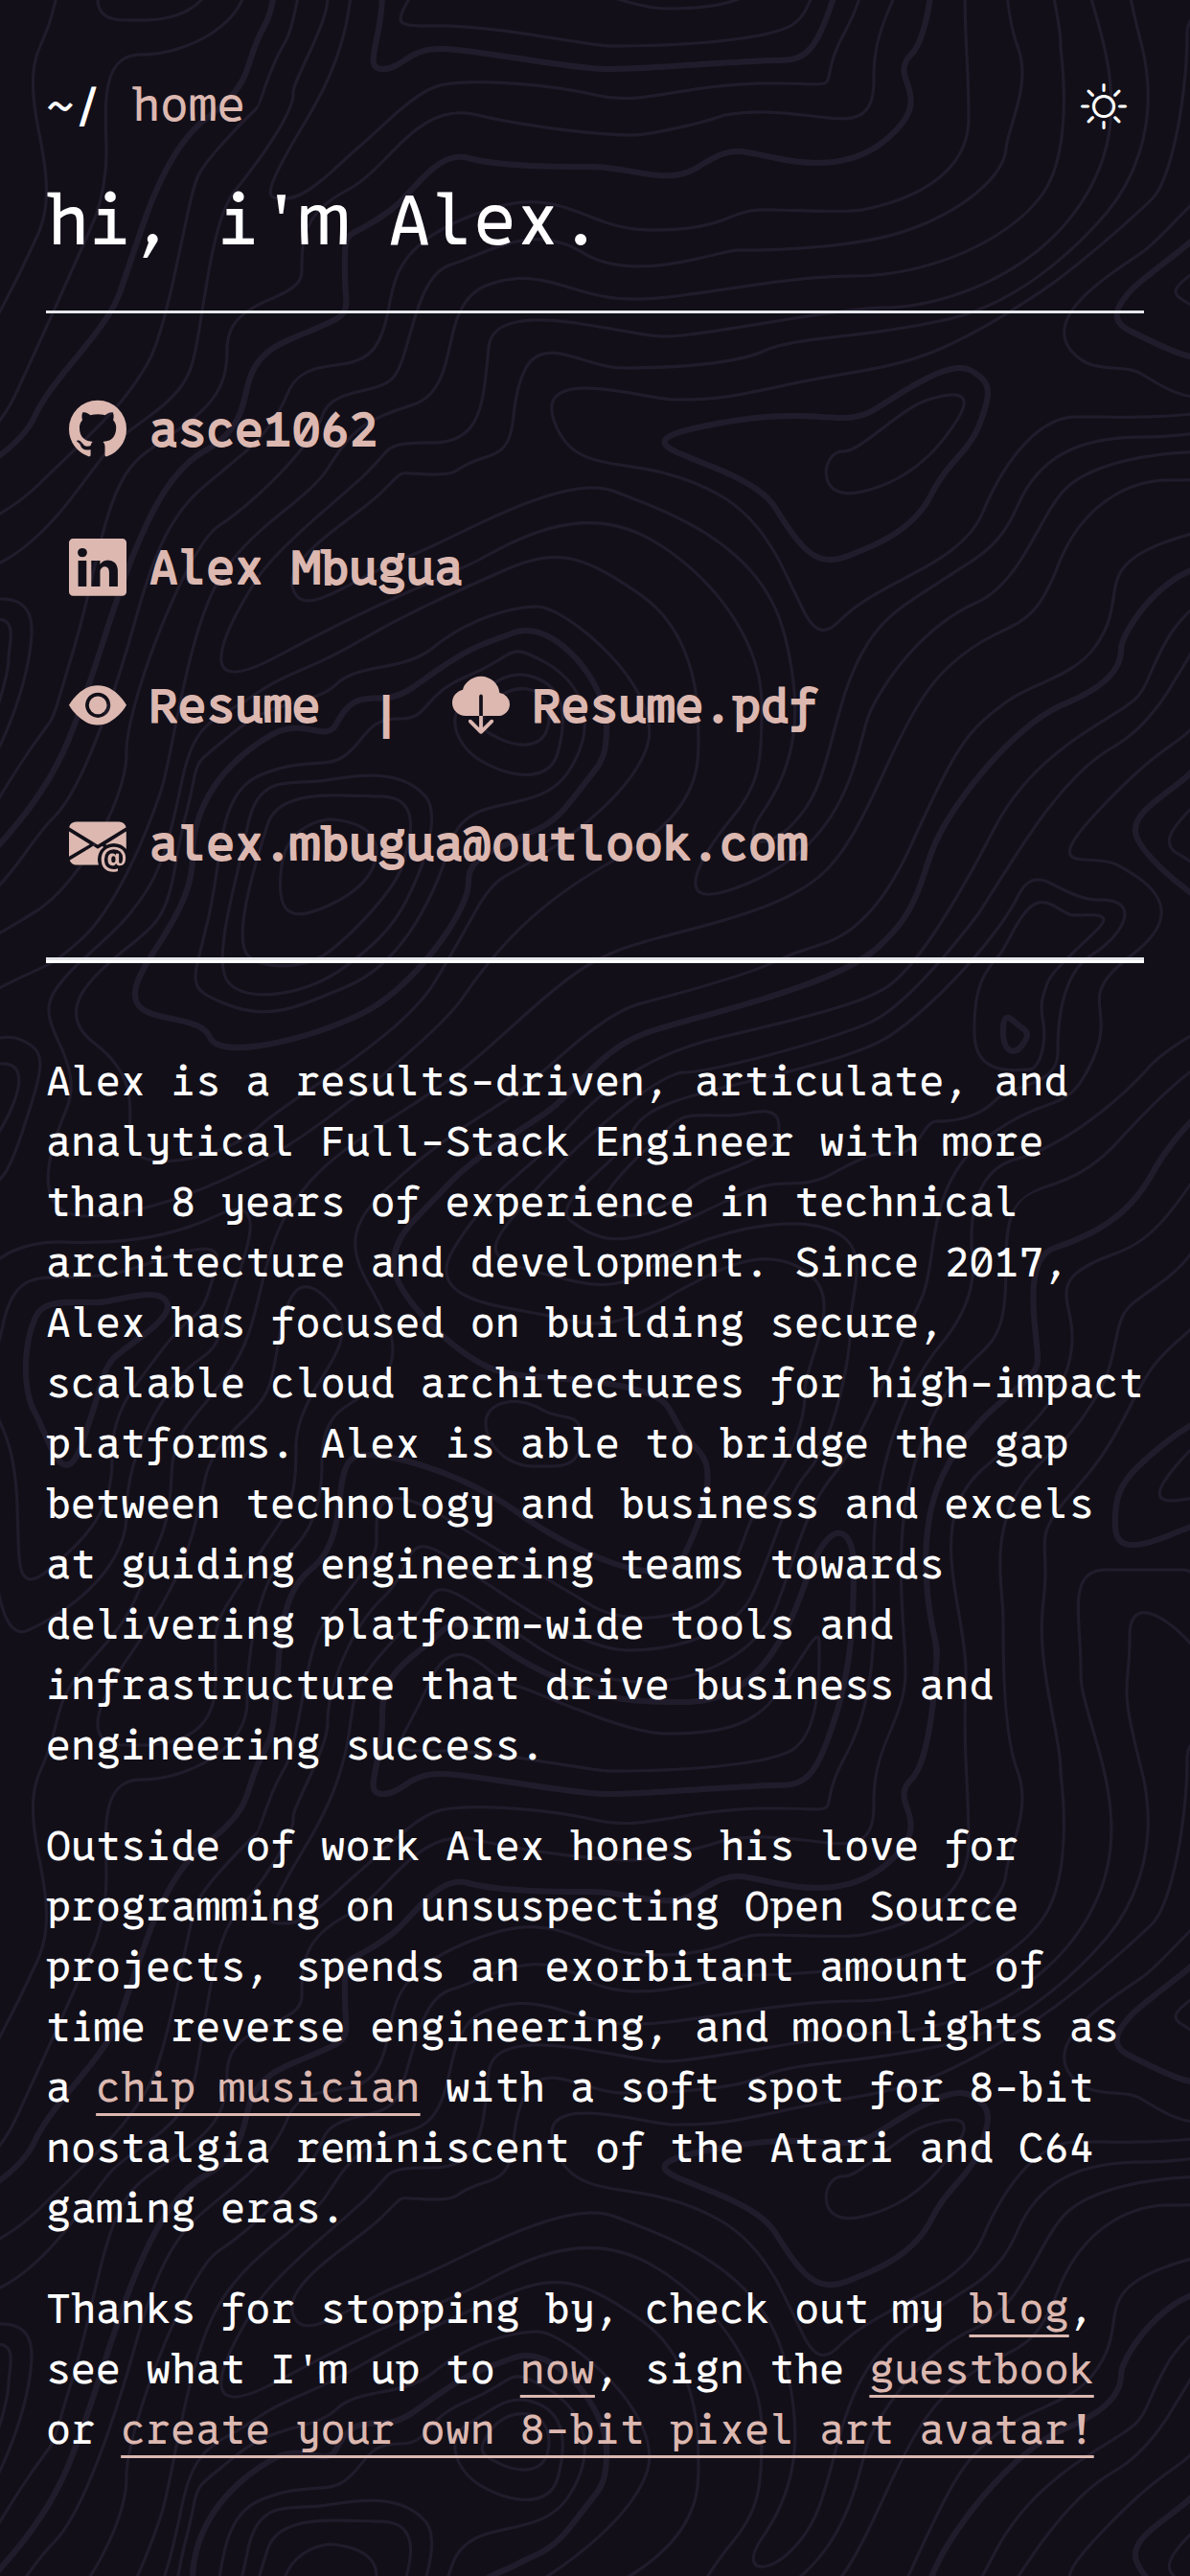 ~/ home
hi, i'm Alex.
asce1062
in Alex Mbugua
Resume | Resume.pdf
@ alex.mbugua@outlook.com
Alex is a results-driven, articulate, and
analytical Full-Stack Engineer with more
than 8 years of experience in technical
architecture and development. Since 2017,
Alex has focused on building secure,
scalable cloud architectures for high-impact
platforms. Alex is able to bridge the gap
between technology and business and excels
at guiding engineering teams towards
delivering platform-wide tools and
infrastructure that drive business and
engineering success.
Outside of work Alex hones his love for
programming on unsuspecting Open Source
projects, spends an exorbitant amount of
time reverse engineering, and moonlights as
a chip musician with a soft spot for 8-bit
nostalgia reminiscent of the Atari and C64
gaming eras.
Thanks for stopping by, check out my blog,
see what I'm up to now, sign the guestbook
or create your own 8-bit pixel art avatar!